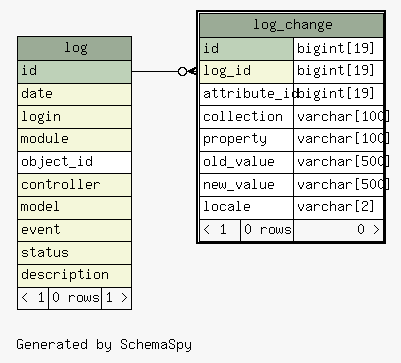 log
id
date
login
module
object_id
controller
model
event
status
description
< 1 0 rows 1 >
log_change
id bigint[19]
log_id bigint[19]
attribute_id bigint[19]
collection varchar[100]
property varchar[100]
old_value varchar[500]
new_value varchar[500]
locale varchar[2]
< 1 0 rows 0 >
Generated by SchemaSpy